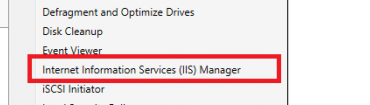 Defragment and Optimize Drives
Disk Cleanup
Event Viewer
Internet Information Services (IIS) Manager
iSCSI Initiator